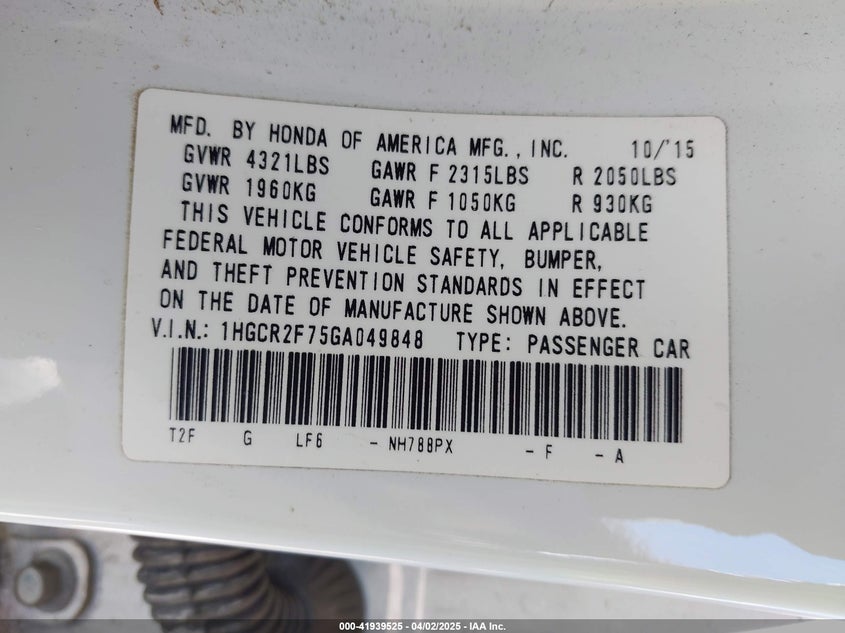 MFD. BY HONDA OF AMERICA MFG., INC. 10/'15
GVWR 4321LBS GAWR F 2315LBS R 2050LBS
GVWR 1960KG GAWR F 1050KG R 930KG
THIS VEHICLE CONFORMS TO ALL APPLICABLE
FEDERAL MOTOR VEHICLE SAFETY, BUMPER,
AND THEFT PREVENTION STANDARDS IN EFFECT
ON THE DATE OF MANUFACTURE SHOWN ABOVE.
V.I.N.: 1HGCR2F75GA049848 TYPE: PASSENGER CAR
T2F G LF6 - NH788PX - F - A
000-41939525 | 04/02/2025 - IAA Inc.